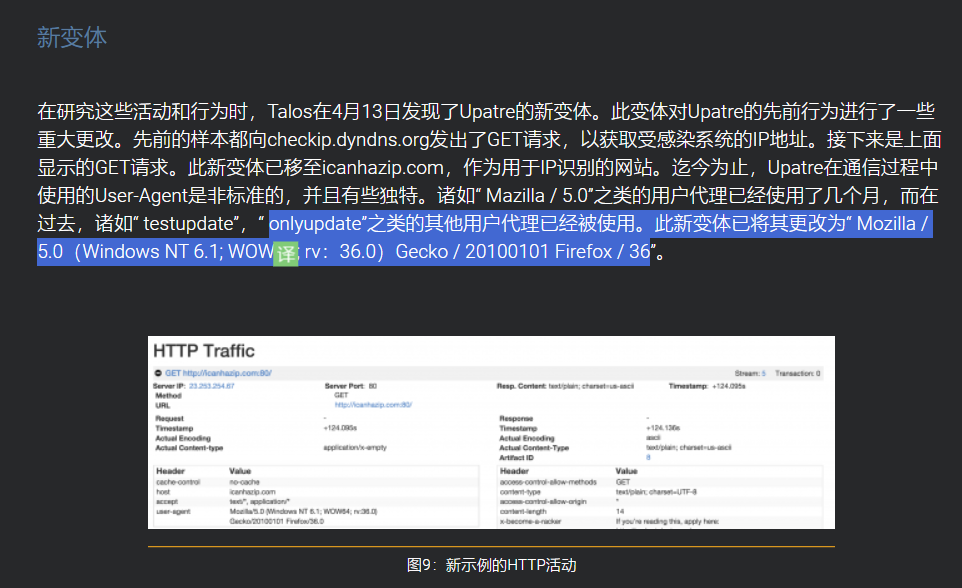 新变体
在研究这些活动和行为时，Talos在4月13日发现了Upatre的新变体。此变体对Upatre的先前行为进行了一些
重大更改。先前的样本都向checkip.dyndns.org发出了GET请求，以获取受感染系统的IP地址。接下来是上面
显示的GET请求。此新变体已移至icanhazip.com，作为用于IP识别的网站。迄今为止，Upatre在通信过程中
使用的User-Agent是非标准的，并且有些独特。诸如“ Mazilla / 5.0”之类的用户代理已经使用了几个月，而在
过去，诸如“ testupdate”，“ onlyupdate”之类的其他用户代理已经被使用。此新变体已将其更改为“ Mozilla /
5.0（Windows NT 6.1; WOW译; rv：36.0）Gecko / 20100101 Firefox / 36”。
HTTP Traffic
GET http://icanhazip.com:80/ Stream: 5 Transaction: 0
Server IP: 23.253.254.67 Server Port: 80 Resp. Content: text/plain; charset=us-ascii Timestamp: +124.095s
Method GET
URL http://icanhazip.com:80/
Request - Response -
Timestamp +124.095s Timestamp +124.136s
Actual Encoding Actual Encoding ascii
Actual Content-type application/x-empty Actual Content-Type text/plain; charset=us-ascii
Artifact ID 8
Header Value Header Value
cache-control no-cache access-control-allow-methods GET
host icanhazip.com content-type text/plain; charset=UTF-8
accept text/*, application/* access-control-allow-origin *
user-agent Mozilla/5.0 (Windows NT 6.1; WOW64; rv:36.0) content-length 14
Gecko/20100101 Firefox/36.0 x-become-a-racker If you're reading this, apply here:
图9：新示例的HTTP活动